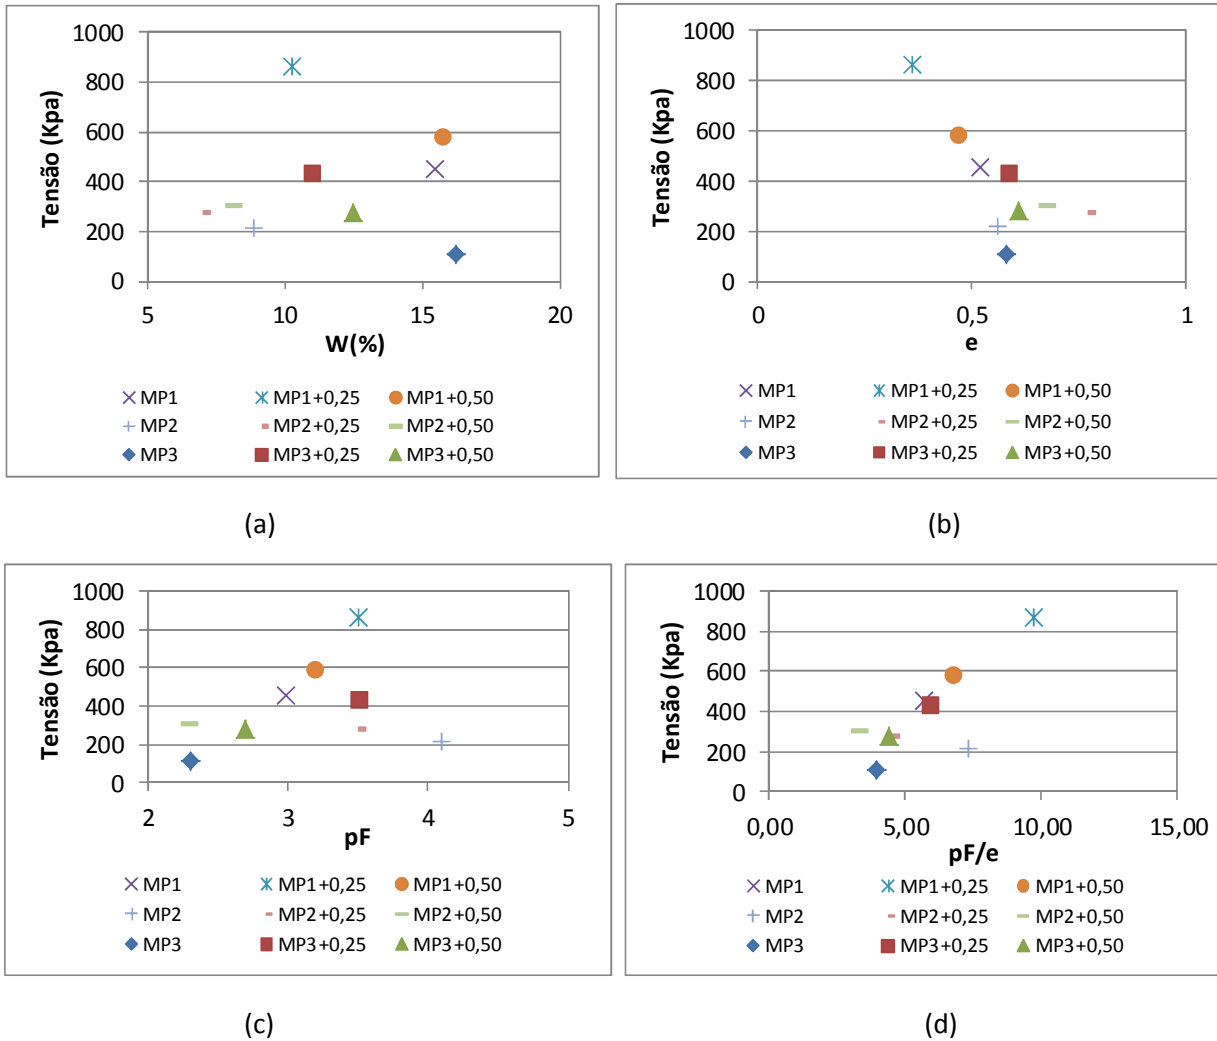 1000
800
600
400
200
0
Tensão (Kpa)
5 10 15 20
W(%)
MP1 MP1+0,25 MP1+0,50
MP2 MP2+0,25 MP2+0,50
MP3 MP3+0,25 MP3+0,50
(a)
1000
800
600
400
200
0
Tensão (Kpa)
0 0,5 1
e
MP1 MP1+0,25 MP1+0,50
MP2 MP2+0,25 MP2+0,50
MP3 MP3+0,25 MP3+0,50
(b)
1000
800
600
400
200
0
Tensão (Kpa)
2 3 4 5
pF
MP1 MP1+0,25 MP1+0,50
MP2 MP2+0,25 MP2+0,50
MP3 MP3+0,25 MP3+0,50
(c)
1000
800
600
400
200
0
Tensão (Kpa)
0,00 5,00 10,00 15,00
pF/e
MP1 MP1+0,25 MP1+0,50
MP2 MP2+0,25 MP2+0,50
MP3 MP3+0,25 MP3+0,50
(d)